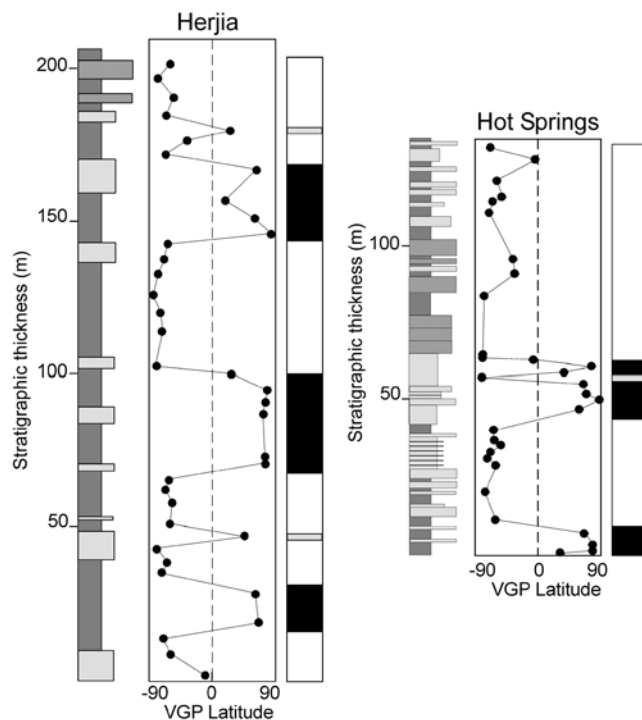 Herjia
200
150
100
50
Stratigraphic thickness (m)
-90 0 90
VGP Latitude
Hot Springs
100
50
Stratigraphic thickness (m)
-90 0 90
VGP Latitude